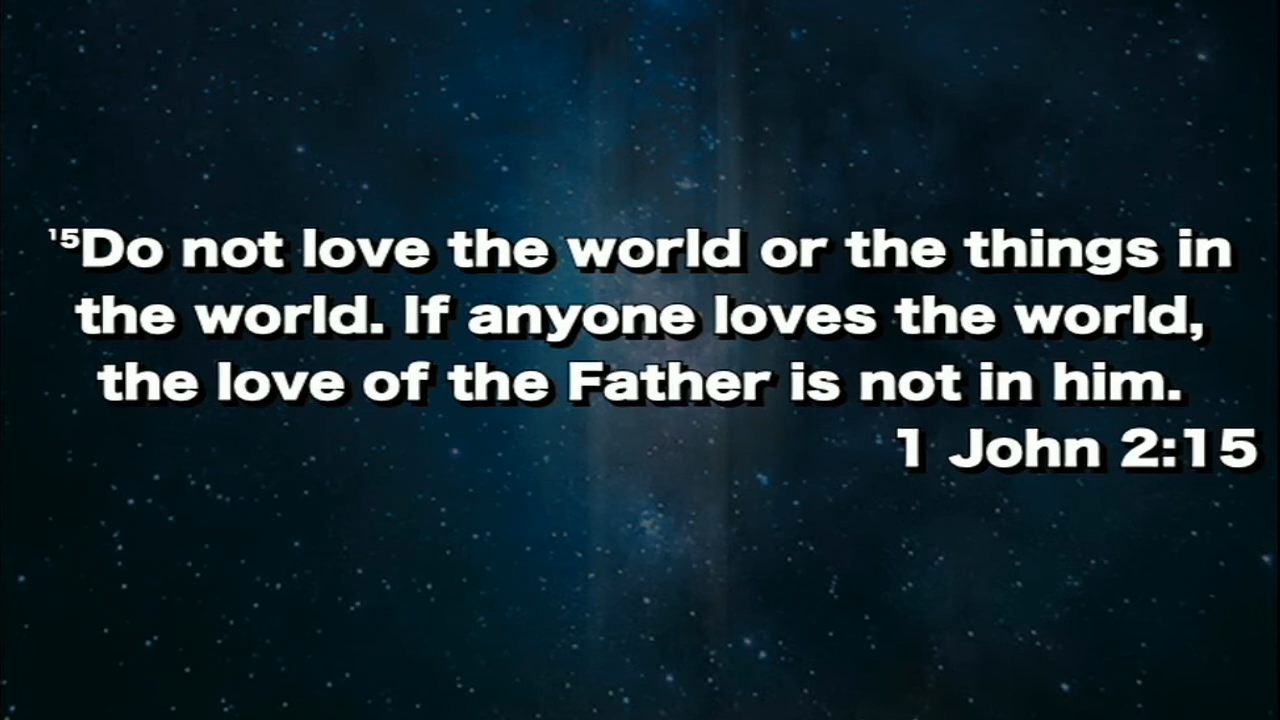 ¹⁵Do not love the world or the things in
the world. If anyone loves the world,
the love of the Father is not in him.
1 John 2:15